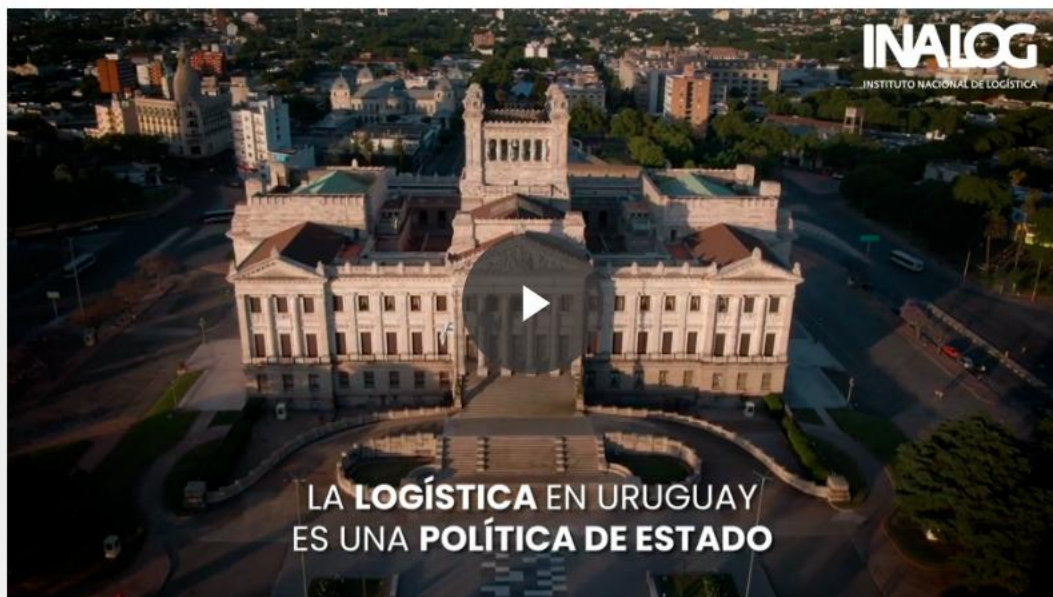 INALOG
INSTITUTO NACIONAL DE LOGÍSTICA
LA LOGÍSTICA EN URUGUAY
ES UNA POLÍTICA DE ESTADO